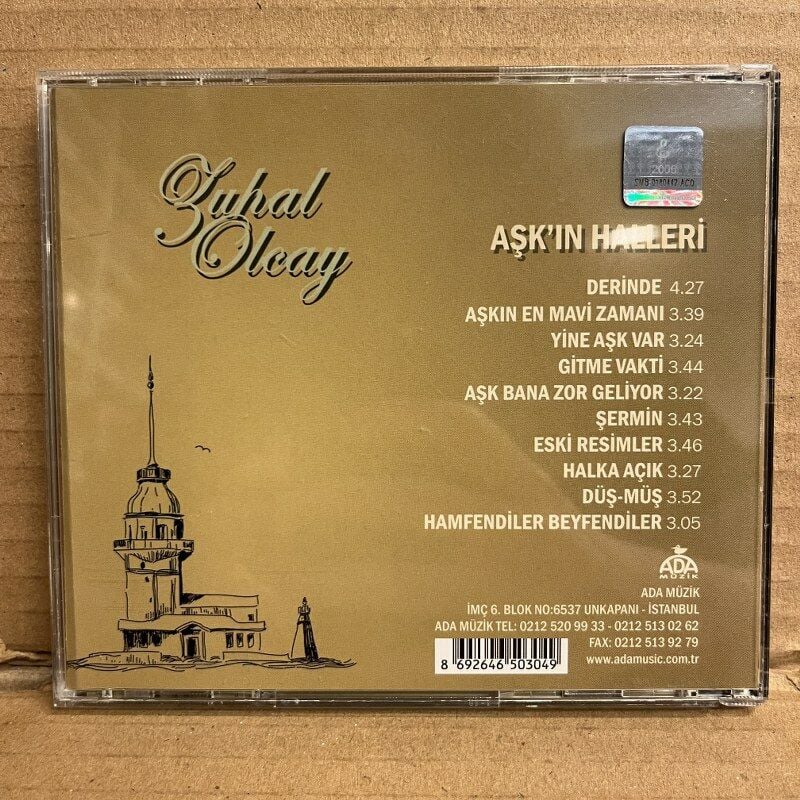 Zuhal
Olcay
8
2006
AŞK'IN HALLERİ
DERİNDE 4.27
AŞKIN EN MAVİ ZAMANI 3.39
YİNE AŞK VAR 3.24
GİTME VAKTİ 3.44
AŞK BANA ZOR GELİYOR 3.22
ŞERMİN 3.43
ESKİ RESİMLER 3.46
HALKA AÇIK 3.27
DÜŞ-MÜŞ 3.52
HAMFENDİLER BEYFENDİLER 3.05
ADA
MÜZİK
ADA MÜZİK
İMÇ 6. BLOK NO:6537 UNKAPANI - İSTANBUL
ADA MÜZİK TEL: 0212 520 99 33 - 0212 513 02 62
FAX: 0212 513 92 79
www.adamusic.com.tr
8 692646 503049